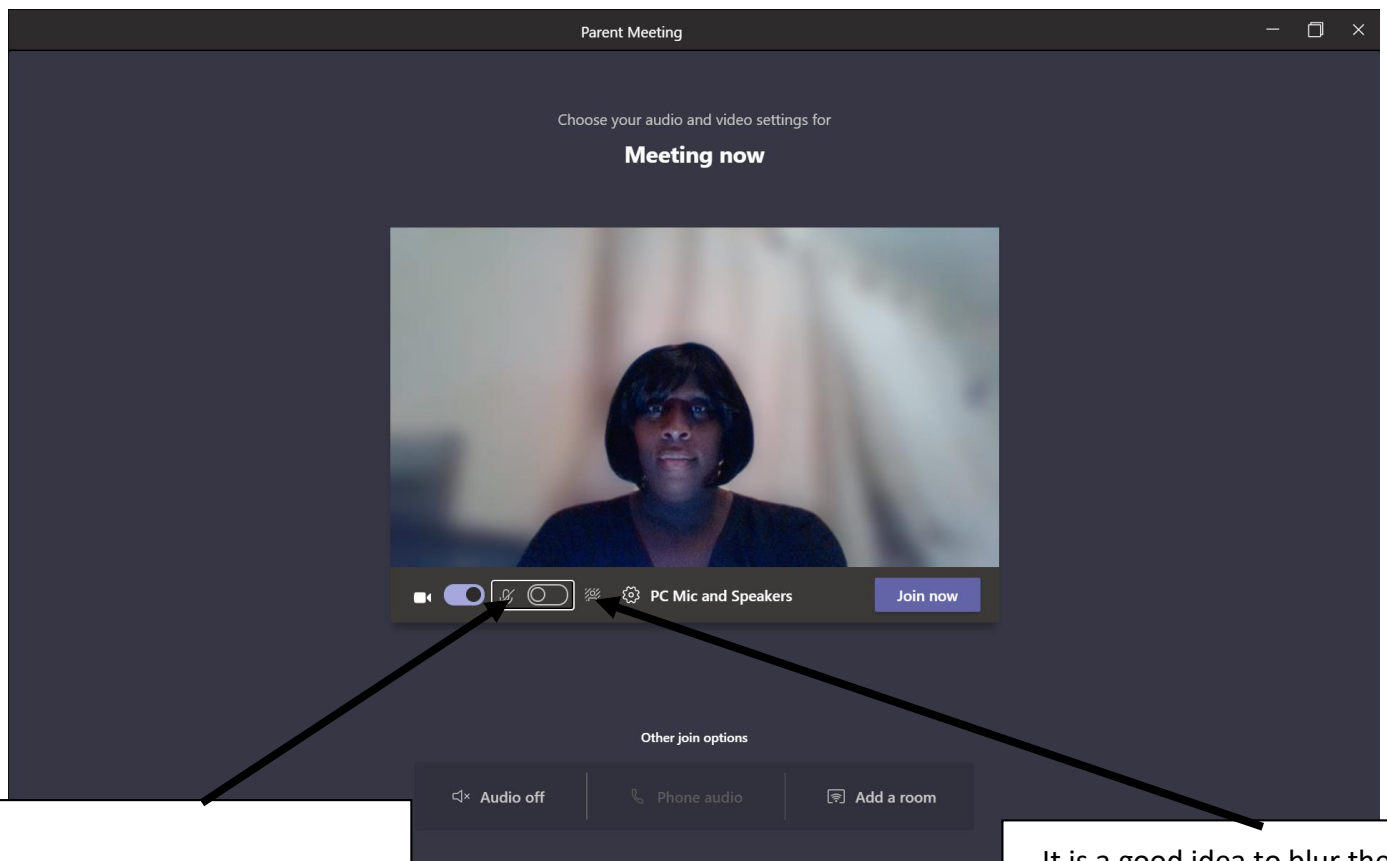 Parent Meeting
Choose your audio and video settings for
Meeting now
PC Mic and Speakers
Join now
Other join options
Audio off
Phone audio
Add a room
It is a good idea to blur the